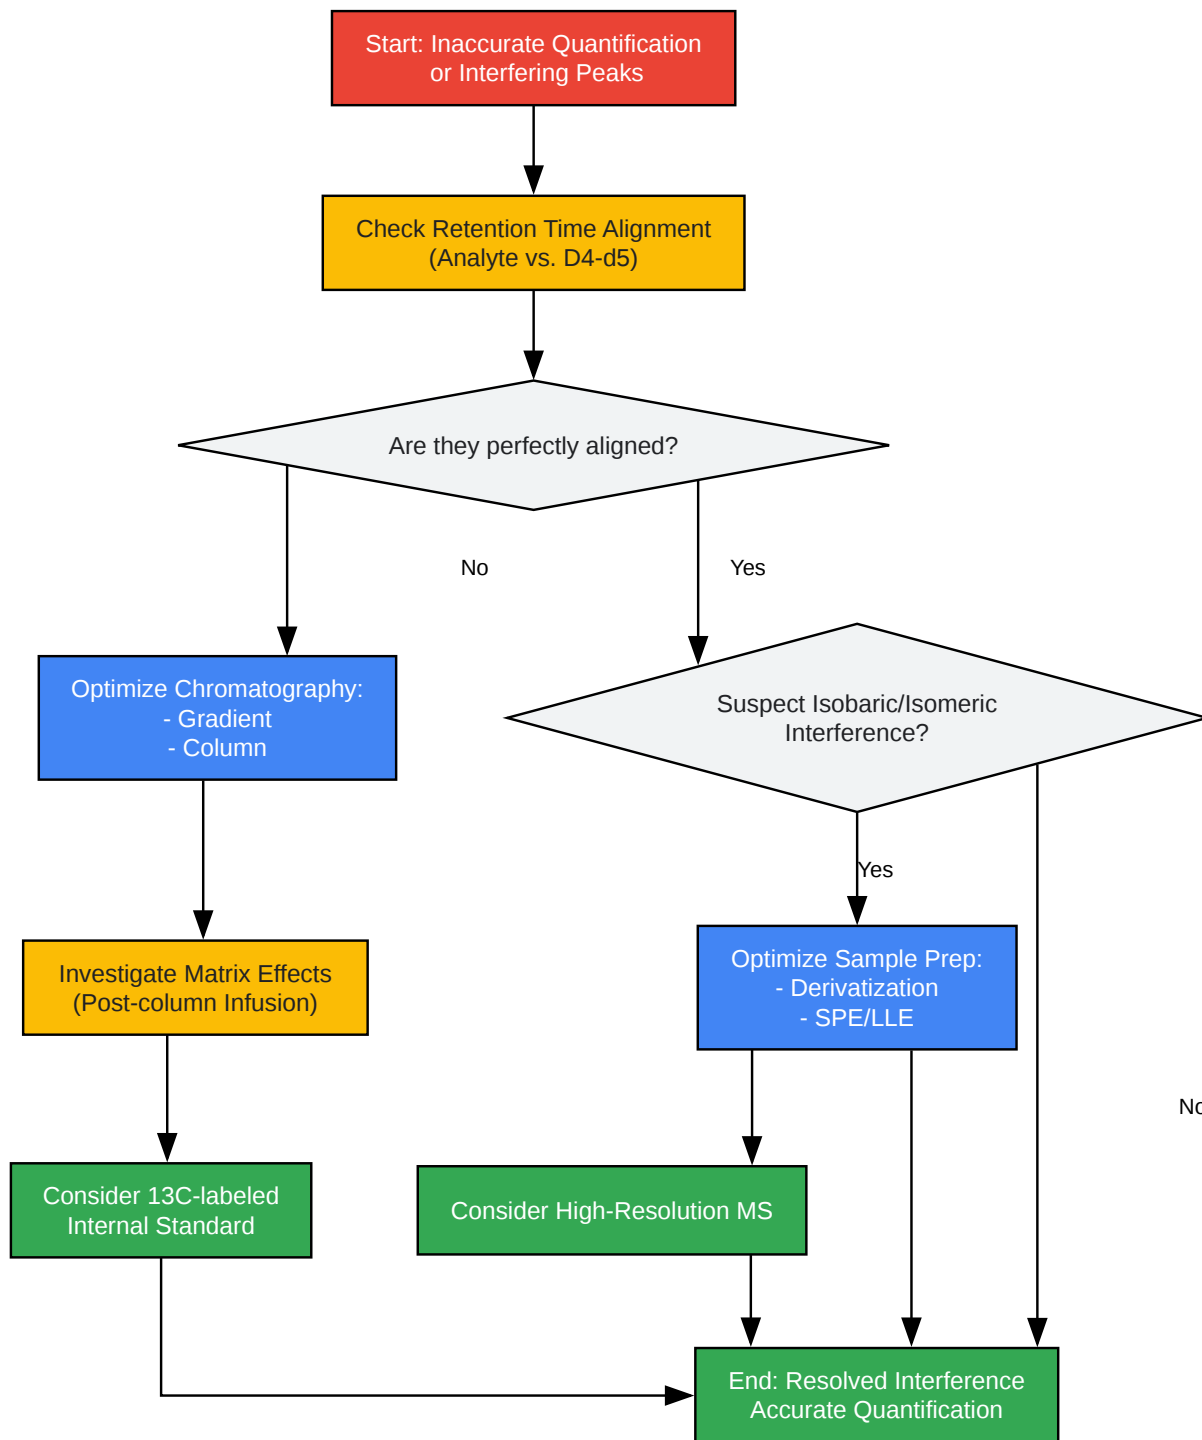 Start: Inaccurate Quantification
or Interfering Peaks
Check Retention Time Alignment
(Analyte vs. D4-d5)
Are they perfectly aligned?
No
Yes
Optimize Chromatography:
- Gradient
- Column
Suspect Isobaric/Isomeric
Interference?
Yes
Investigate Matrix Effects
(Post-column Infusion)
Optimize Sample Prep:
- Derivatization
- SPE/LLE
No
Consider 13C-labeled
Internal Standard
Consider High-Resolution MS
End: Resolved Interference
Accurate Quantification